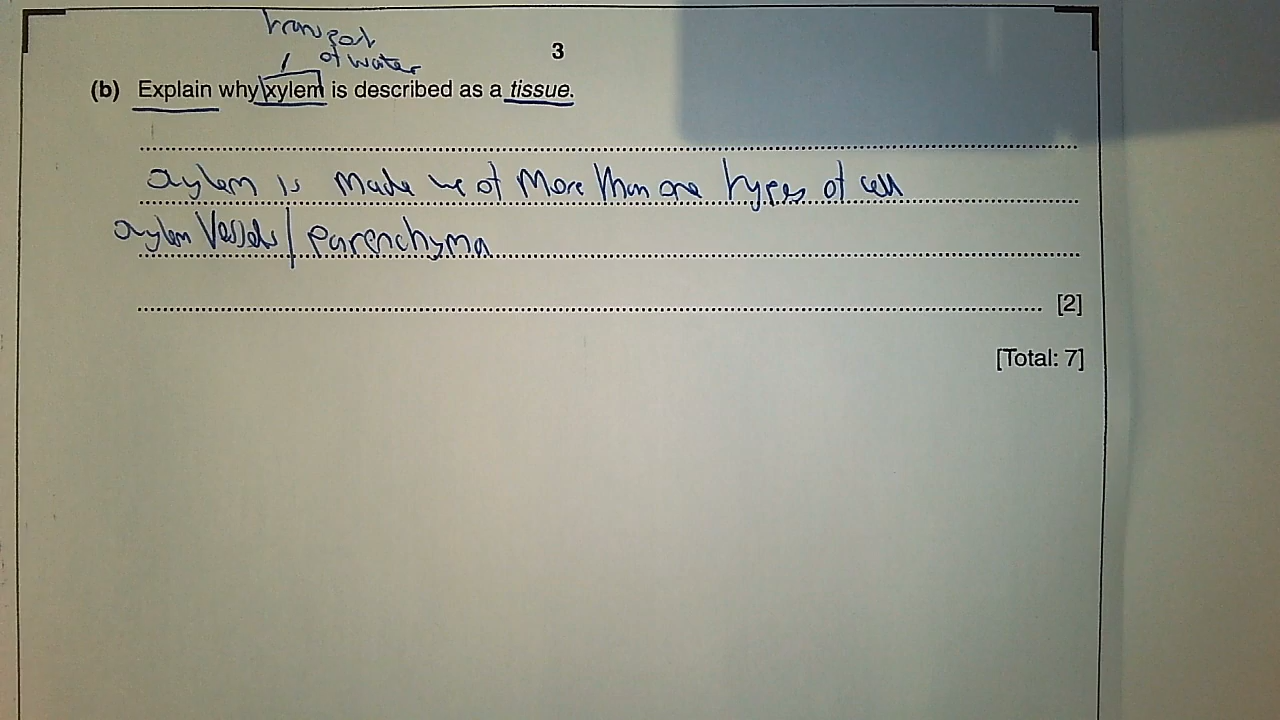 transport
of water
3
(b) Explain why xylem is described as a tissue.
xylem is made up of more than one types of cell
xylem vessels / parenchyma
[2]
[Total: 7]